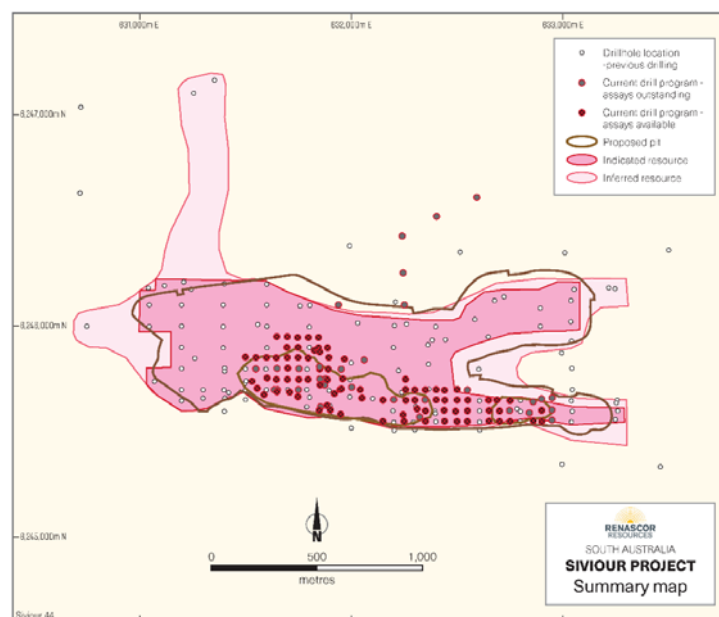 631,000m E
632,000m E
633,000m E
Drillhole location
-previous drilling
Current drill program -
assays outstanding
6,247,000m N
Current drill program -
assays available
Proposed pit
Indicated resource
Inferred resource
6,246,000m N
6,245,000m N
N
0
500
1,000
metres
RENASCOR
RESOURCES
SOUTH AUSTRALIA
SIVIOUR PROJECT
Summary map
Siviour